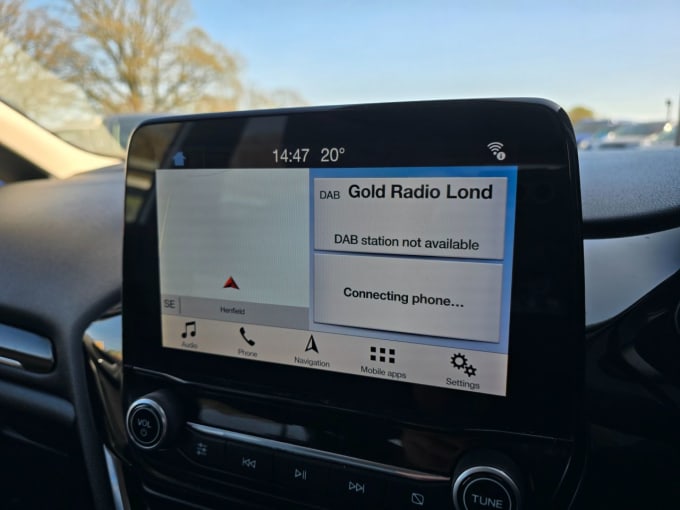 14:47 20°
DAB Gold Radio Lond
DAB station not available
Connecting phone...
SE Henfield
Audio
Phone
Navigation
Mobile apps
Settings
VOL
TUNE